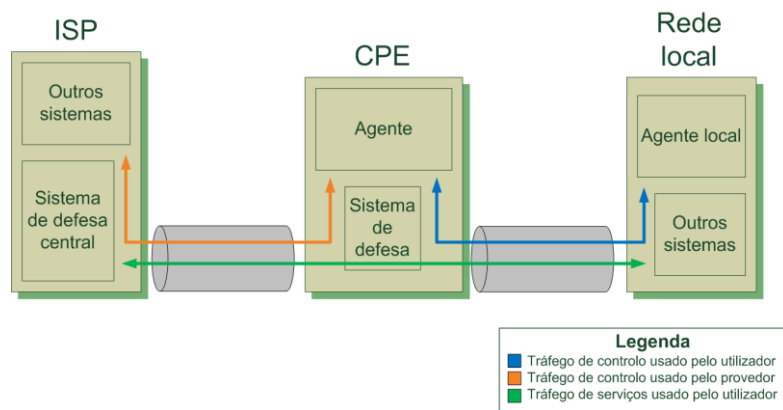 ISP
Outros
sistemas
Sistema
de defesa
central
CPE
Agente
Sistema
de
defesa
Rede
local
Agente local
Outros
sistemas
Legenda
Tráfego de controlo usado pelo utilizador
Tráfego de controlo usado pelo provedor
Tráfego de serviços usado pelo utilizador